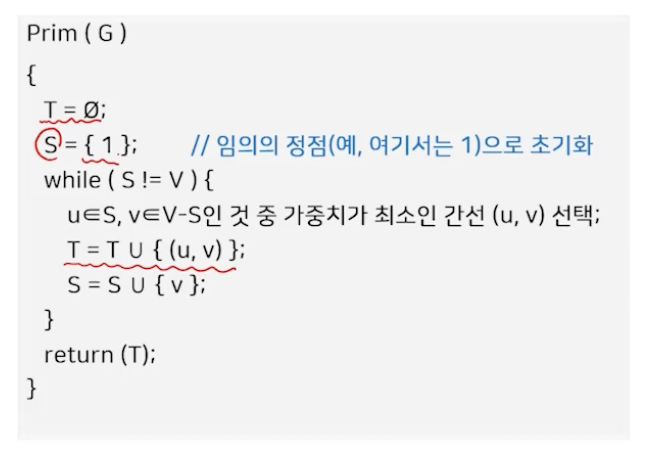 Prim ( G )
{
T = Ø;
S = { 1 }; // 임의의 정점(예, 여기서는 1)으로 초기화
while ( S != V ) {
u∈S, v∈V-S인 것 중 가중치가 최소인 간선 (u, v) 선택;
T = T ∪ { (u, v) };
S = S ∪ { v };
}
return (T);
}